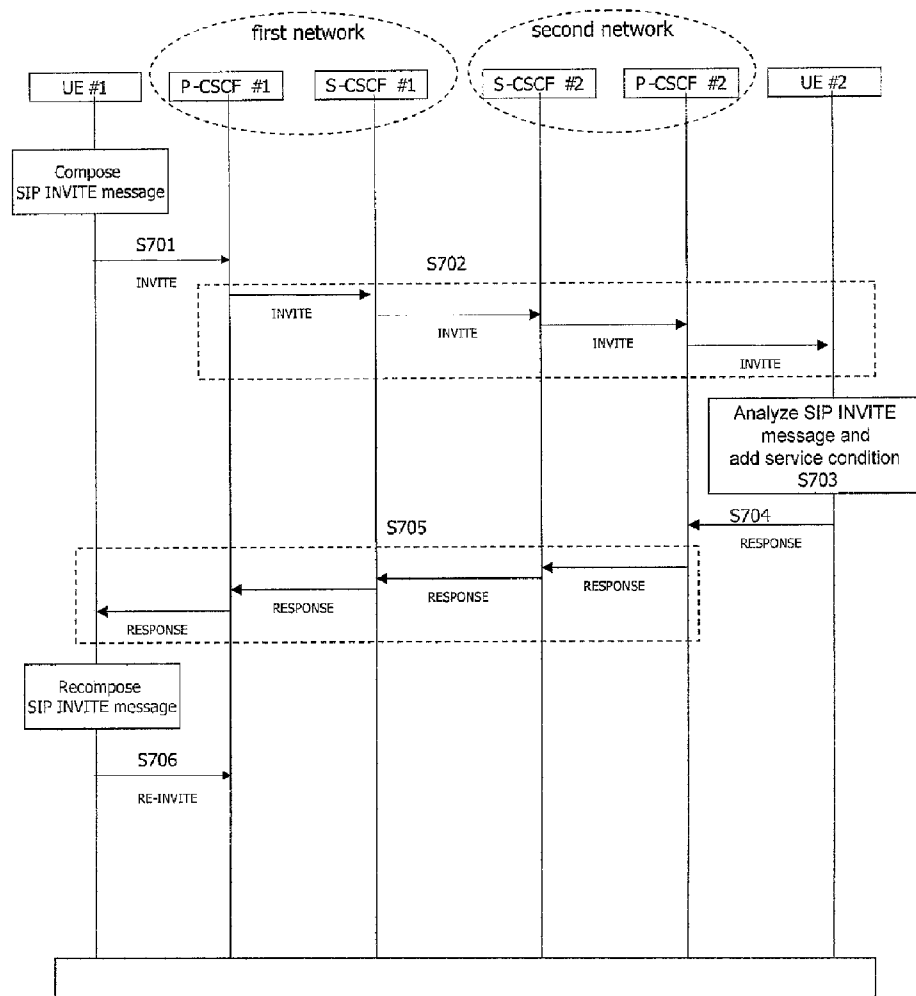 first network
second network
UE #1
P-CSCF #1
S-CSCF #1
S-CSCF #2
P-CSCF #2
UE #2
Compose
SIP INVITE message
S701
INVITE
S702
INVITE
INVITE
INVITE
INVITE
Analyze SIP INVITE
message and
add service condition
S703
S704
RESPONSE
S705
RESPONSE
RESPONSE
RESPONSE
RESPONSE
Recompose
SIP INVITE message
S706
RE-INVITE